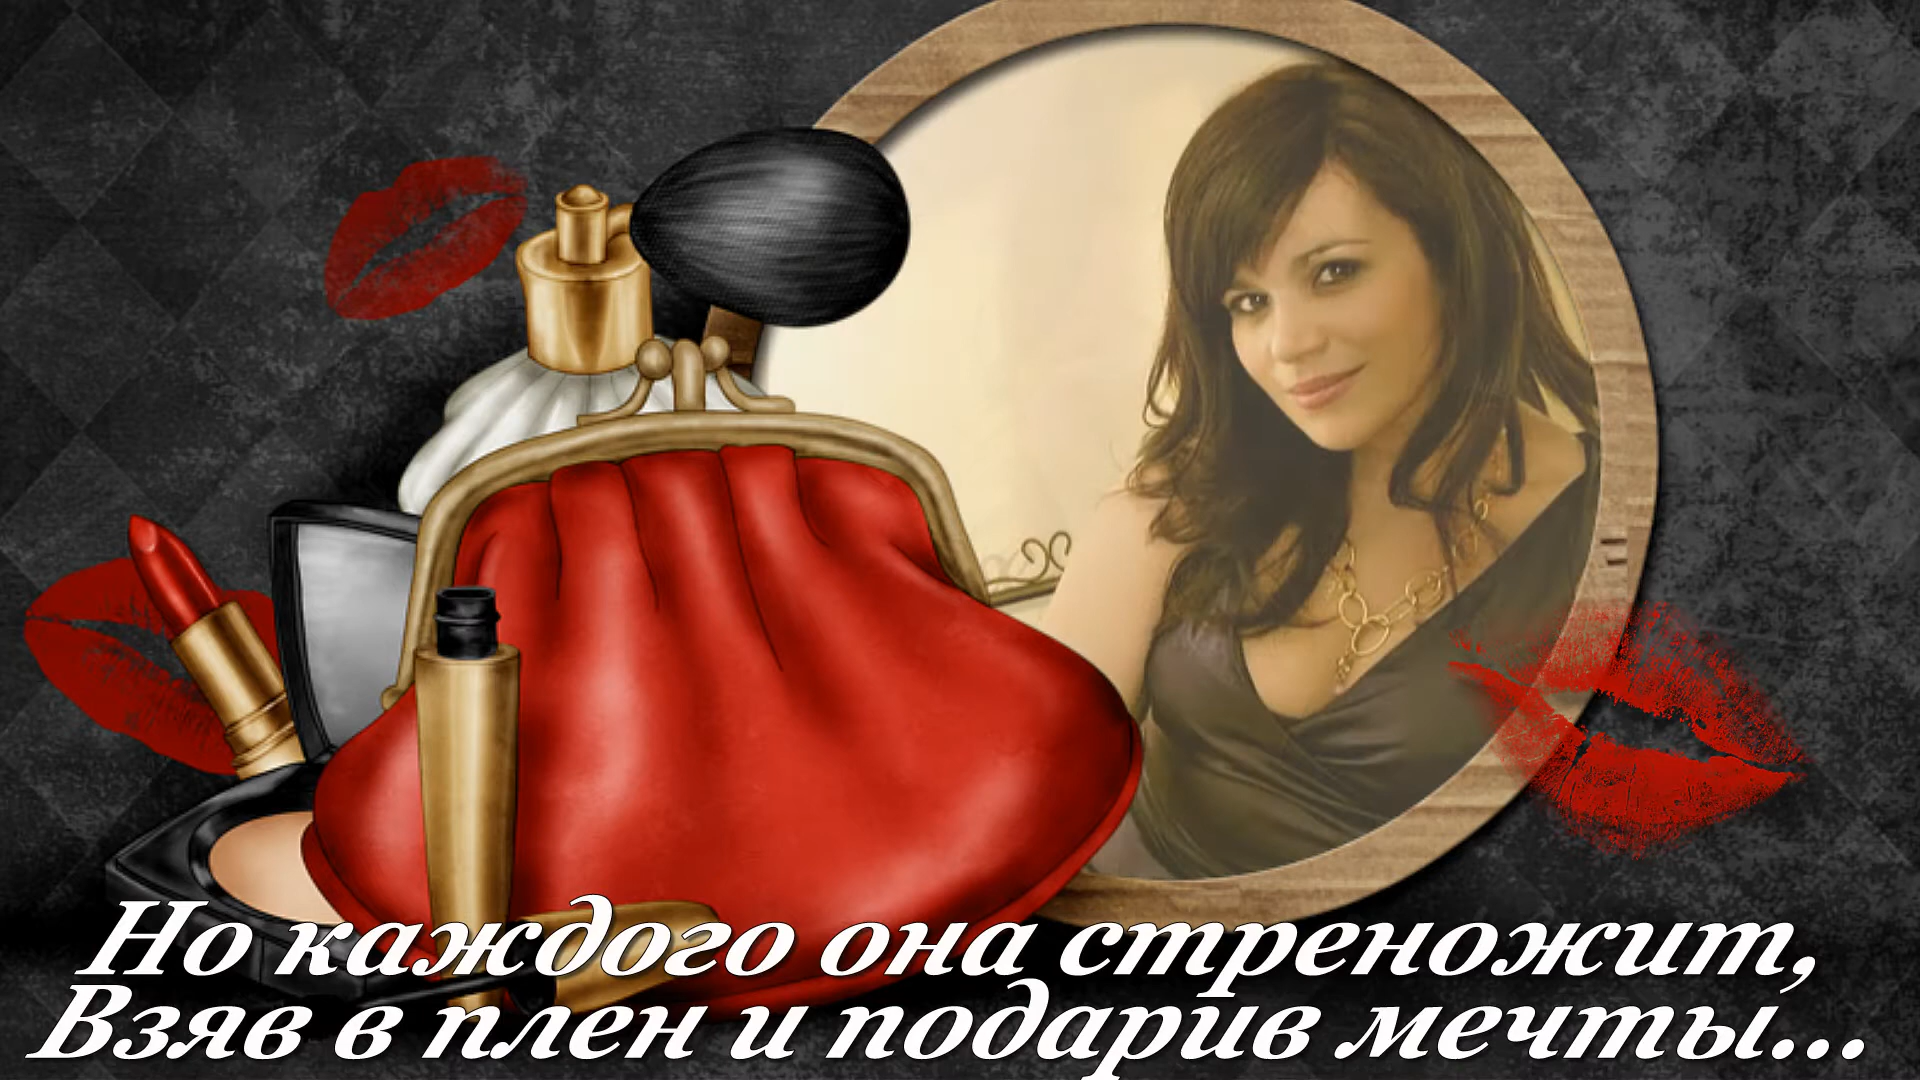 Но каждого она стреножит,
Взяв в плен и подарив мечты...